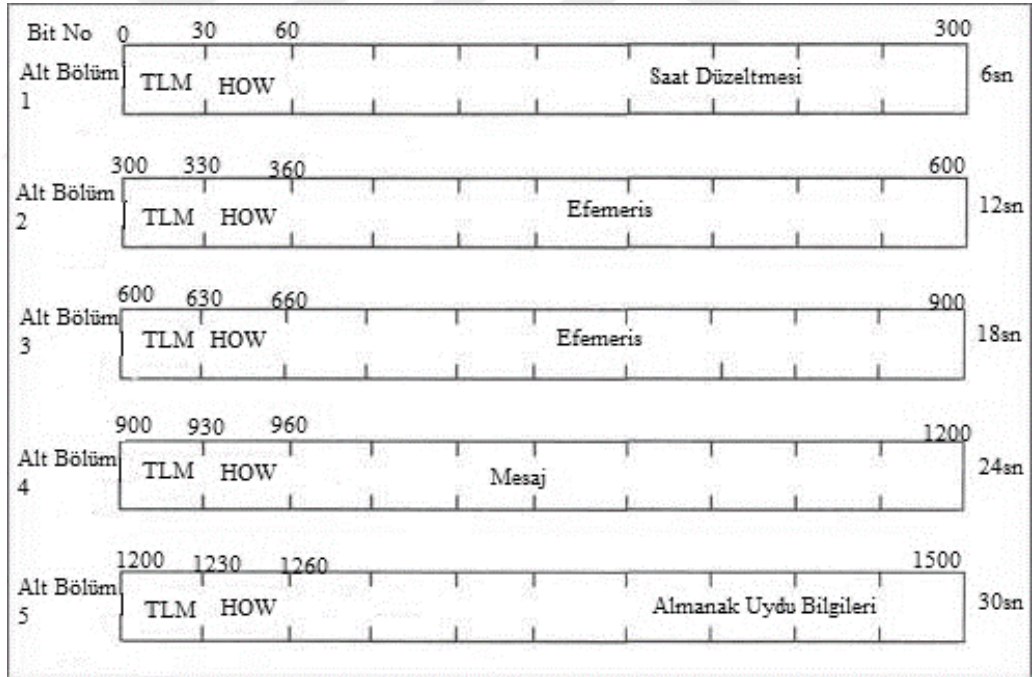 Bit No 0 30 60 300
Alt Bölüm 1 TLM HOW Saat Düzeltmesi 6sn
300 330 360 600
Alt Bölüm 2 TLM HOW Efemeris 12sn
600 630 660 900
Alt Bölüm 3 TLM HOW Efemeris 18sn
900 930 960 1200
Alt Bölüm 4 TLM HOW Mesaj 24sn
1200 1230 1260 1500
Alt Bölüm 5 TLM HOW Almanak Uydu Bilgileri 30sn